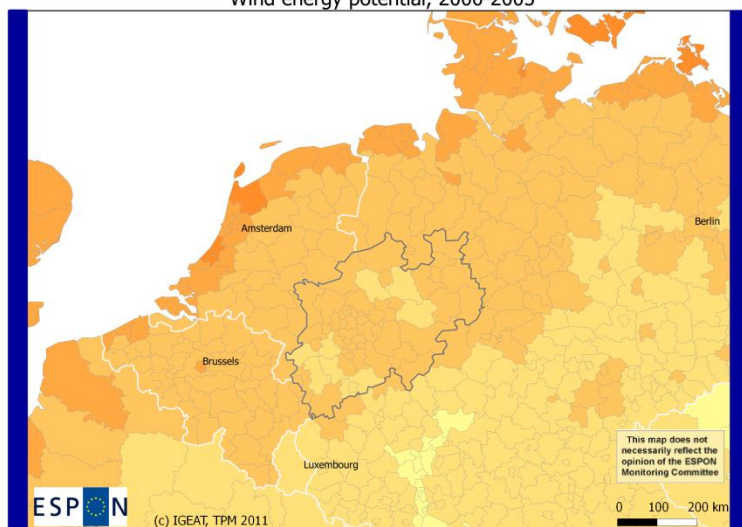 Wind energy potential, 2000-2005
Amsterdam
Berlin
Brussels
Luxembourg
This map does not
necessarily reflect the
opinion of the ESPON
Monitoring Committee
ESPON
(c) IGEAT, TPM 2011
0 100 200 km